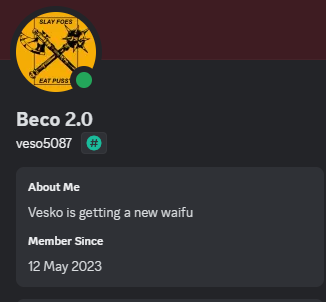 SLAY FOES
EAT PUSSY
Beco 2.0
veso5087 #
About Me
Vesko is getting a new waifu
Member Since
12 May 2023